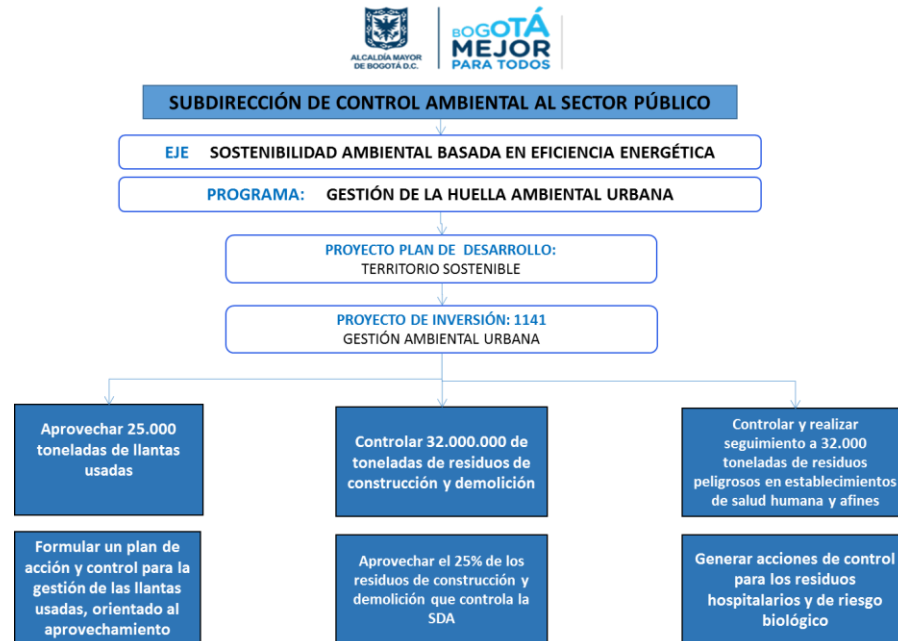 ALCALDÍA MAYOR
DE BOGOTÁ D.C.
BOGOTÁ
MEJOR
PARA TODOS
SUBDIRECCIÓN DE CONTROL AMBIENTAL AL SECTOR PÚBLICO
EJE SOSTENIBILIDAD AMBIENTAL BASADA EN EFICIENCIA ENERGÉTICA
PROGRAMA: GESTIÓN DE LA HUELLA AMBIENTAL URBANA
PROYECTO PLAN DE DESARROLLO:
TERRITORIO SOSTENIBLE
PROYECTO DE INVERSIÓN: 1141
GESTIÓN AMBIENTAL URBANA
Aprovechar 25.000
toneladas de llantas
usadas
Controlar 32.000.000 de
toneladas de residuos de
construcción y demolición
Controlar y realizar
seguimiento a 32.000
toneladas de residuos
peligrosos en establecimientos
de salud humana y afines
Formular un plan de
acción y control para la
gestión de las llantas
usadas, orientado al
aprovechamiento
Aprovechar el 25% de los
residuos de construcción y
demolición que controla la
SDA
Generar acciones de control
para los residuos
hospitalarios y de riesgo
biológico